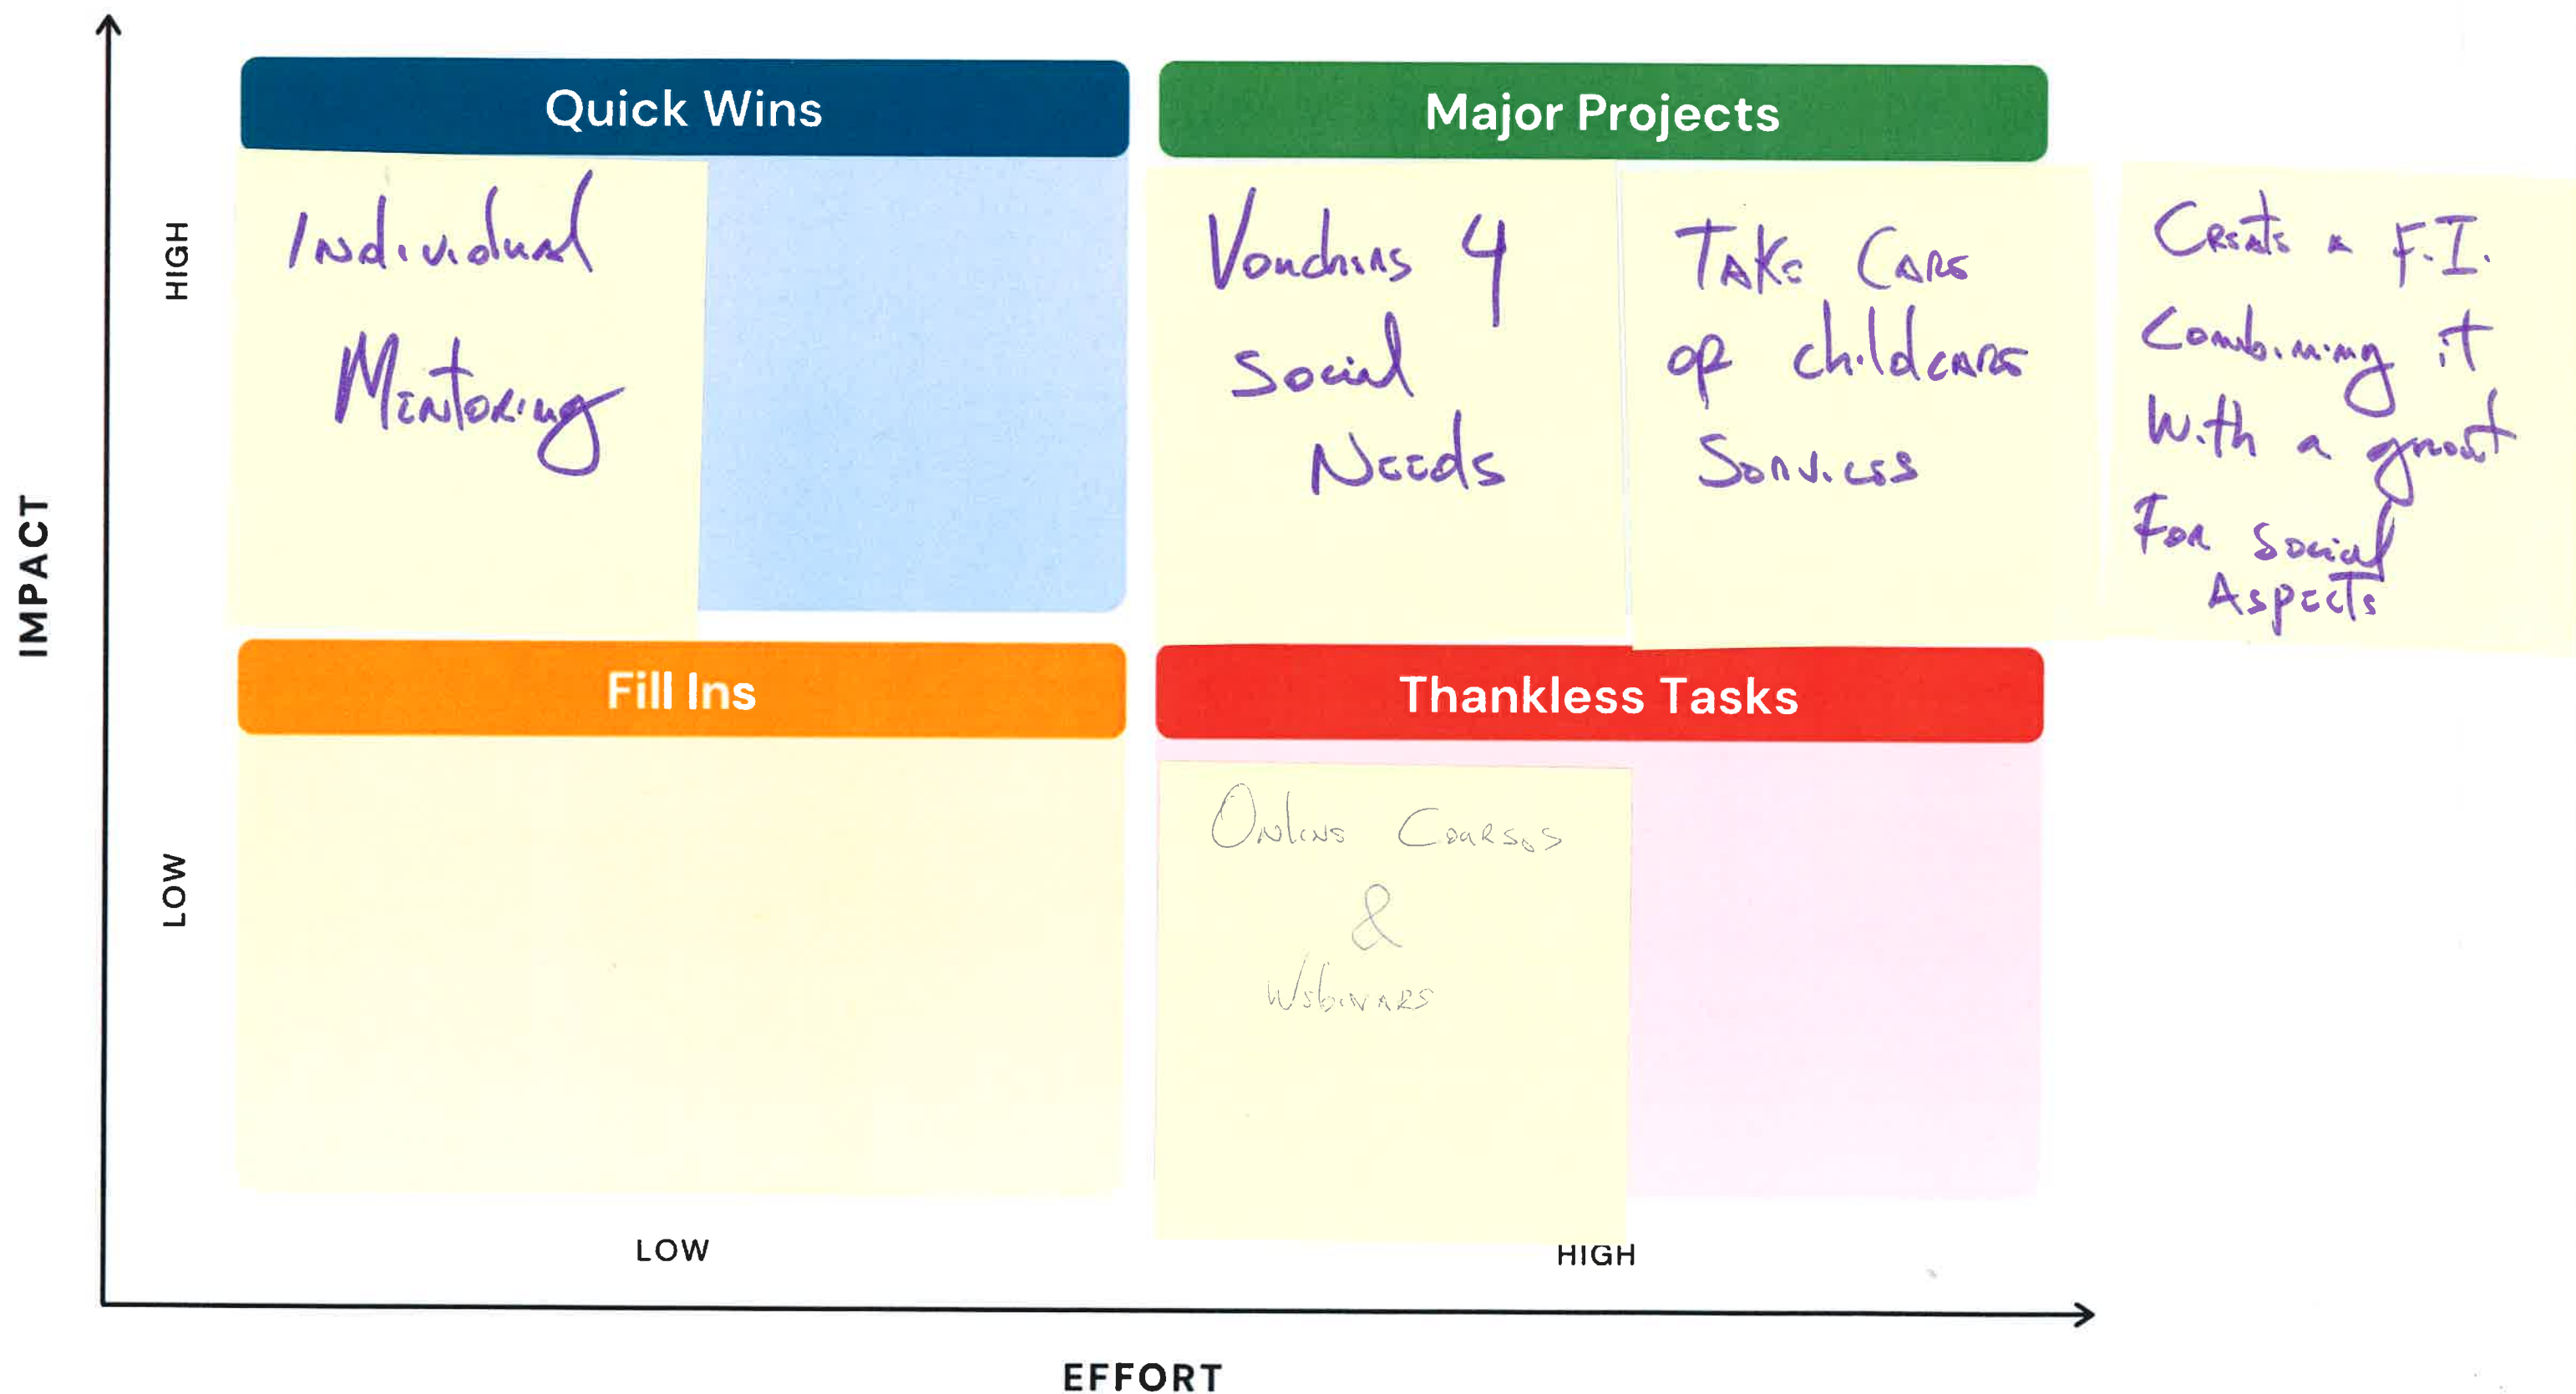 Quick Wins
Major Projects
HIGH
Individual
Mentoring
Vouchers 4
Social
Needs
Take Care
of childcare
Services
Create a F.I.
Combining it
With a grant
For Social
Aspects
IMPACT
Fill Ins
Thankless Tasks
LOW
Online Courses
&
Webinars
LOW
HIGH
EFFORT